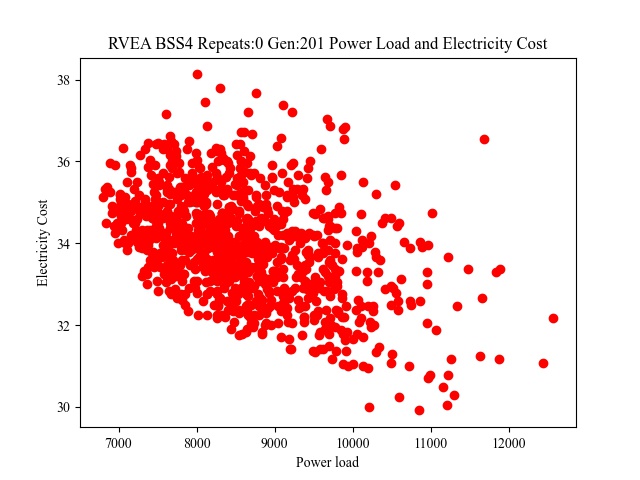 RVEA BSS4 Repeats:0 Gen:201 Power Load and Electricity Cost
38
36
34
32
30
Electricity Cost
7000 8000 9000 10000 11000 12000
Power load